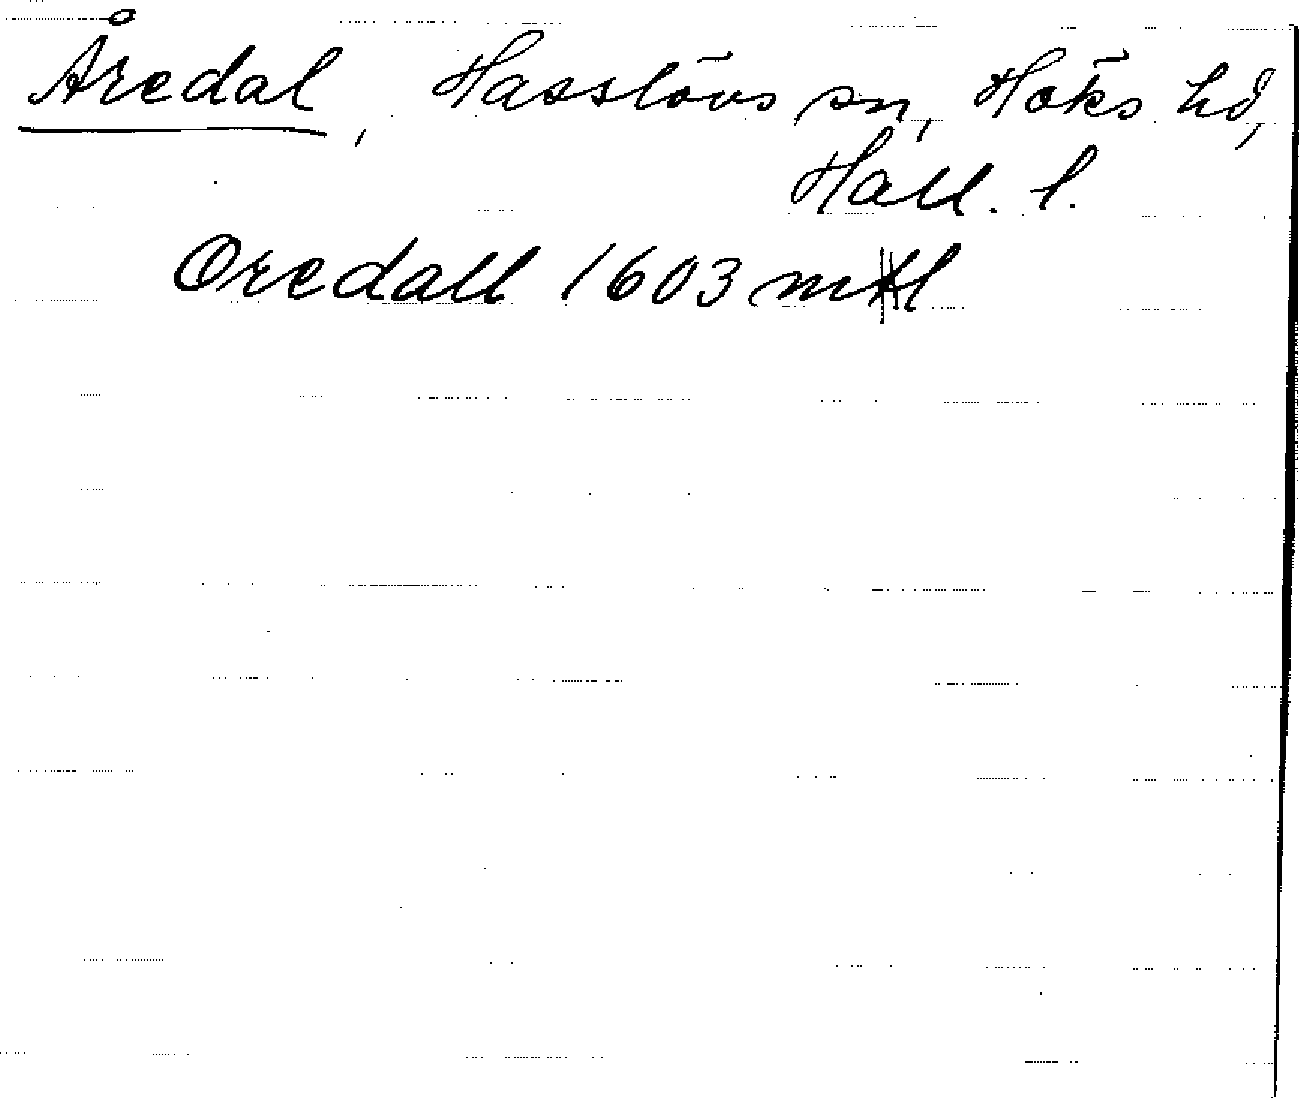 Åredal, Hasslövs sn, Höks hd,
Hall. l.
Oredall 1603 mtl